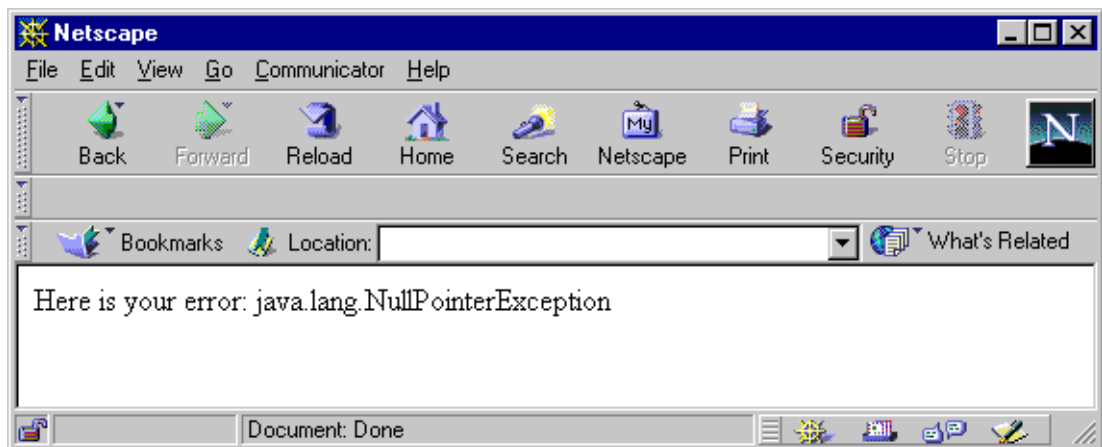 Netscape
File Edit View Go Communicator Help
Back Forward Reload Home Search Netscape Print Security Stop
My
N
Bookmarks Location: What's Related
Here is your error: java.lang.NullPointerException
Document: Done